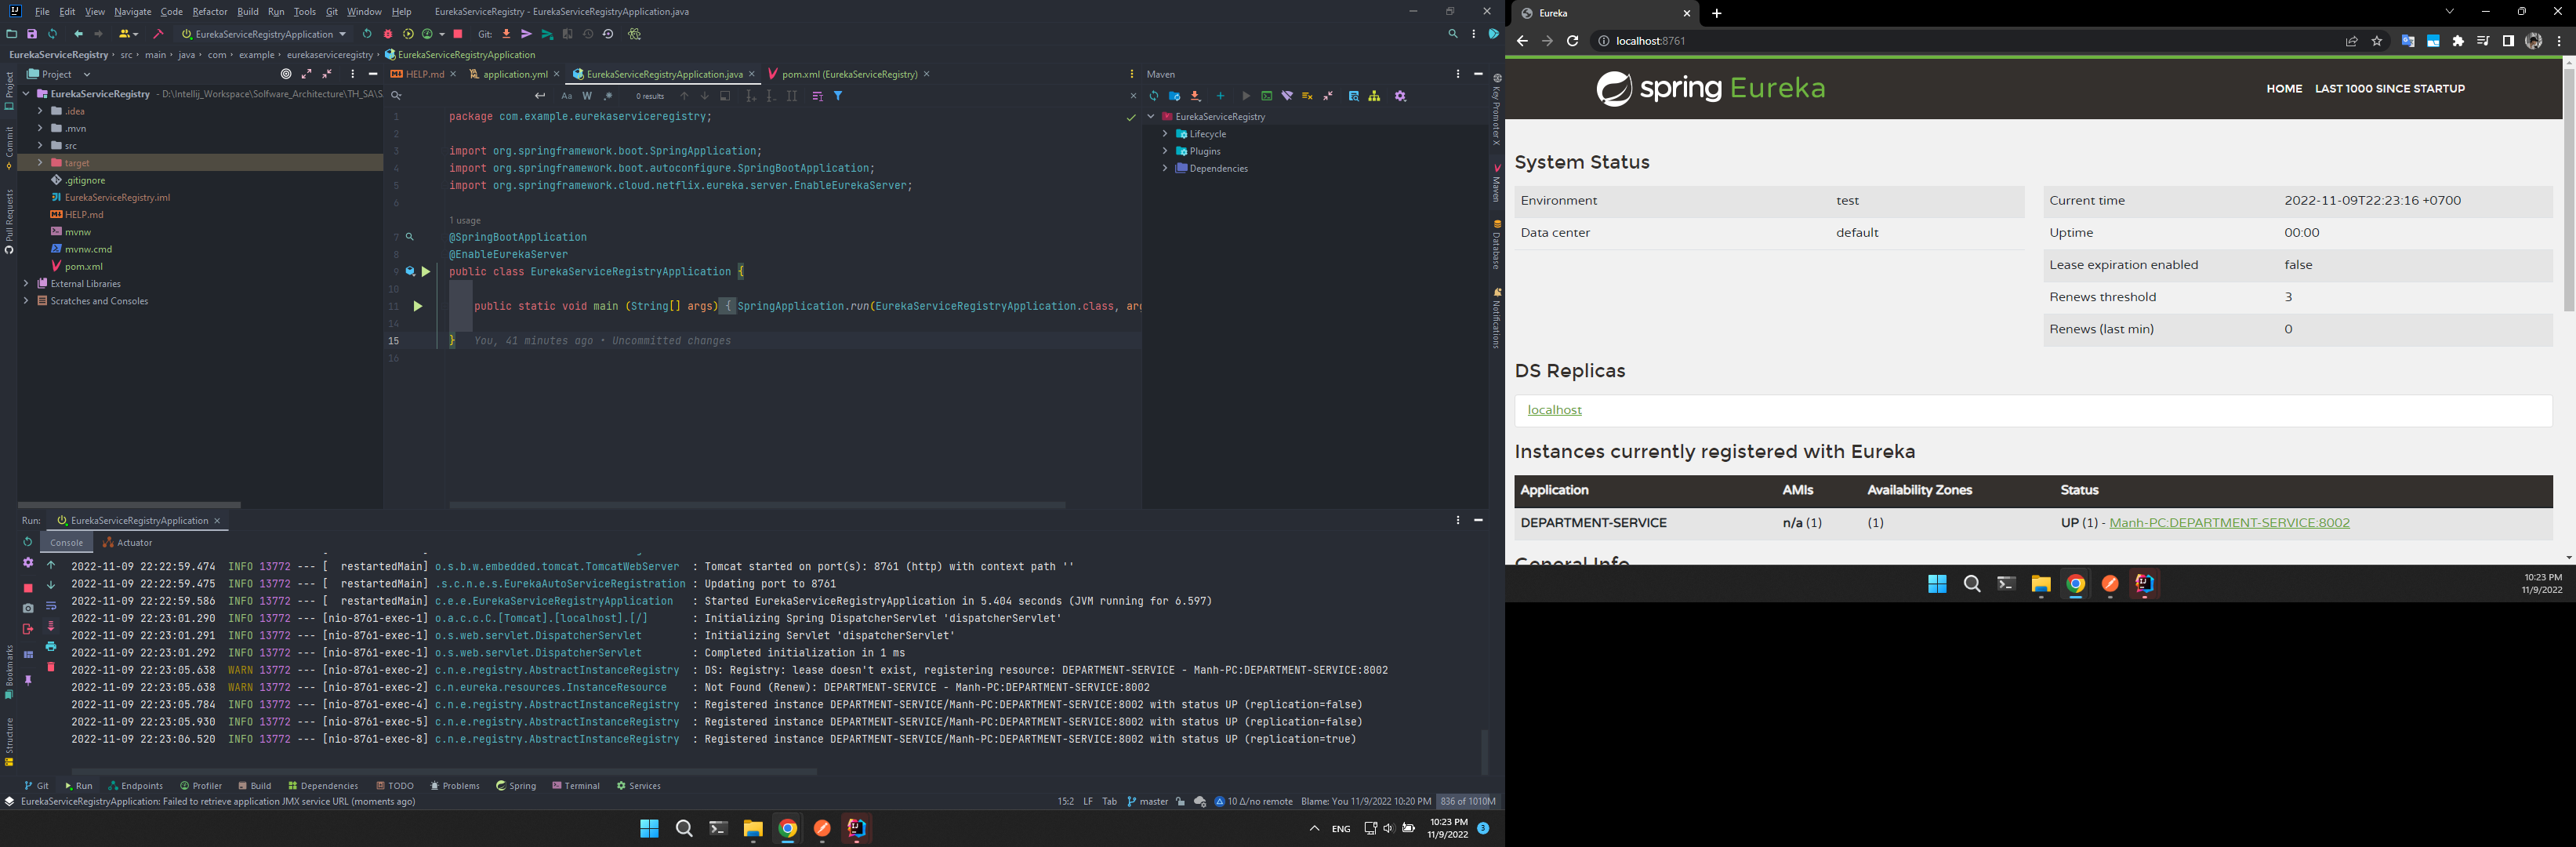 File Edit View Navigate Code Refactor Build Run Tools Git Window Help EurekaServiceRegistry - EurekaServiceRegistryApplication.java
EurekaServiceRegistryApplication Git:
EurekaServiceRegistry › src › main › java › com › example › eurekaserviceregistry › EurekaServiceRegistryApplication
Project
HELP.md application.yml EurekaServiceRegistryApplication.java pom.xml (EurekaServiceRegistry)
Maven
Project
Commit
Pull Requests
Bookmarks
Structure
EurekaServiceRegistry - D:\Intellij_Workspace\Solfware_Architecture\TH_SA\S
.idea
.mvn
src
target
.gitignore
EurekaServiceRegistry.iml
HELP.md
mvnw
mvnw.cmd
pom.xml
External Libraries
Scratches and Consoles
Aa W .* 0 results
1 package com.example.eurekaserviceregistry;
2
3 import org.springframework.boot.SpringApplication;
4 import org.springframework.boot.autoconfigure.SpringBootApplication;
5 import org.springframework.cloud.netflix.eureka.server.EnableEurekaServer;
6
1 usage
7 @SpringBootApplication
8 @EnableEurekaServer
9 public class EurekaServiceRegistryApplication {
10
11 public static void main (String[] args) { SpringApplication.run(EurekaServiceRegistryApplication.class, arg
14
15 } You, 41 minutes ago • Uncommitted changes
16
EurekaServiceRegistry
Lifecycle
Plugins
Dependencies
Key Promoter X
Maven
Database
Notifications
Run: EurekaServiceRegistryApplication
Console Actuator
2022-11-09 22:22:59.474 INFO 13772 --- [ restartedMain] o.s.b.w.embedded.tomcat.TomcatWebServer : Tomcat started on port(s): 8761 (http) with context path ''
2022-11-09 22:22:59.475 INFO 13772 --- [ restartedMain] .s.c.n.e.s.EurekaAutoServiceRegistration : Updating port to 8761
2022-11-09 22:22:59.586 INFO 13772 --- [ restartedMain] c.e.e.EurekaServiceRegistryApplication : Started EurekaServiceRegistryApplication in 5.404 seconds (JVM running for 6.597)
2022-11-09 22:23:01.290 INFO 13772 --- [nio-8761-exec-1] o.a.c.c.C.[Tomcat].[localhost].[/] : Initializing Spring DispatcherServlet 'dispatcherServlet'
2022-11-09 22:23:01.291 INFO 13772 --- [nio-8761-exec-1] o.s.web.servlet.DispatcherServlet : Initializing Servlet 'dispatcherServlet'
2022-11-09 22:23:01.292 INFO 13772 --- [nio-8761-exec-1] o.s.web.servlet.DispatcherServlet : Completed initialization in 1 ms
2022-11-09 22:23:05.638 WARN 13772 --- [nio-8761-exec-2] c.n.e.registry.AbstractInstanceRegistry : DS: Registry: lease doesn't exist, registering resource: DEPARTMENT-SERVICE - Manh-PC:DEPARTMENT-SERVICE:8002
2022-11-09 22:23:05.638 WARN 13772 --- [nio-8761-exec-2] c.n.eureka.resources.InstanceResource : Not Found (Renew): DEPARTMENT-SERVICE - Manh-PC:DEPARTMENT-SERVICE:8002
2022-11-09 22:23:05.784 INFO 13772 --- [nio-8761-exec-4] c.n.e.registry.AbstractInstanceRegistry : Registered instance DEPARTMENT-SERVICE/Manh-PC:DEPARTMENT-SERVICE:8002 with status UP (replication=false)
2022-11-09 22:23:05.930 INFO 13772 --- [nio-8761-exec-5] c.n.e.registry.AbstractInstanceRegistry : Registered instance DEPARTMENT-SERVICE/Manh-PC:DEPARTMENT-SERVICE:8002 with status UP (replication=false)
2022-11-09 22:23:06.520 INFO 13772 --- [nio-8761-exec-8] c.n.e.registry.AbstractInstanceRegistry : Registered instance DEPARTMENT-SERVICE/Manh-PC:DEPARTMENT-SERVICE:8002 with status UP (replication=true)
Git Run Endpoints Profiler Build Dependencies TODO Problems Spring Terminal Services
EurekaServiceRegistryApplication: Failed to retrieve application JMX service URL (moments ago)
15:2 LF Tab master 10 Δ/no remote Blame: You 11/9/2022 10:20 PM 836 of 1010M
ENG 10:23 PM
11/9/2022 3
Eureka
localhost:8761
spring Eureka
HOME LAST 1000 SINCE STARTUP
System Status
Environment test
Data center default
Current time 2022-11-09T22:23:16 +0700
Uptime 00:00
Lease expiration enabled false
Renews threshold 3
Renews (last min) 0
DS Replicas
localhost
Instances currently registered with Eureka
Application AMIs Availability Zones Status
DEPARTMENT-SERVICE n/a (1) (1) UP (1) - Manh-PC:DEPARTMENT-SERVICE:8002
General Info
10:23 PM
11/9/2022